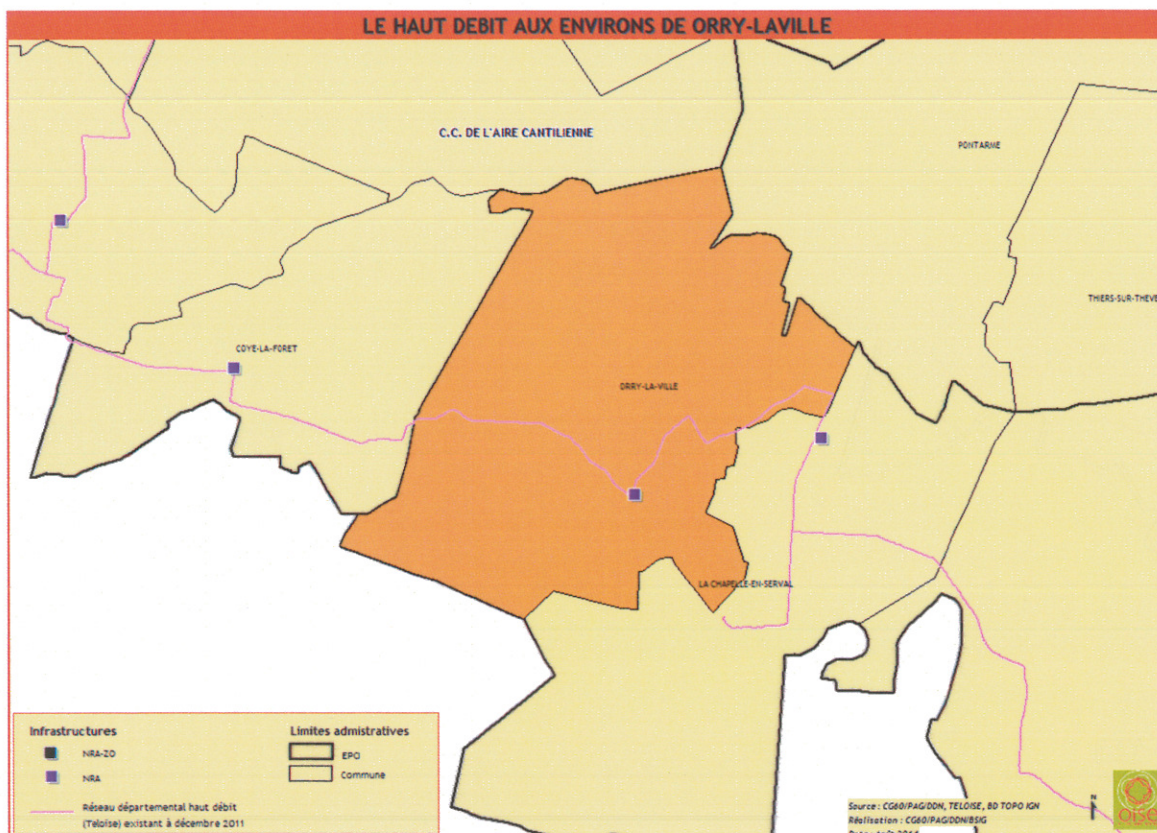 LE HAUT DEBIT AUX ENVIRONS DE ORRY-LAVILLE
C.C. DE L'AIRE CANTILIENNE
PONTARME
THIERS-SUR-THEVE
COYE-LA-FORET
ORRY-LA-VILLE
LA CHAPELLE-EN-SERVAL
Infrastructures
NRA-ZO
NRA
Réseau départemental haut débit
(Teloise) existant à décembre 2011
Limites admistratives
EPCI
Commune
Source : CG60/PAG/DDN, TELOISE, BD TOPO IGN
Réalisation : CG60/PAG/DDN/BSIG
N
oise